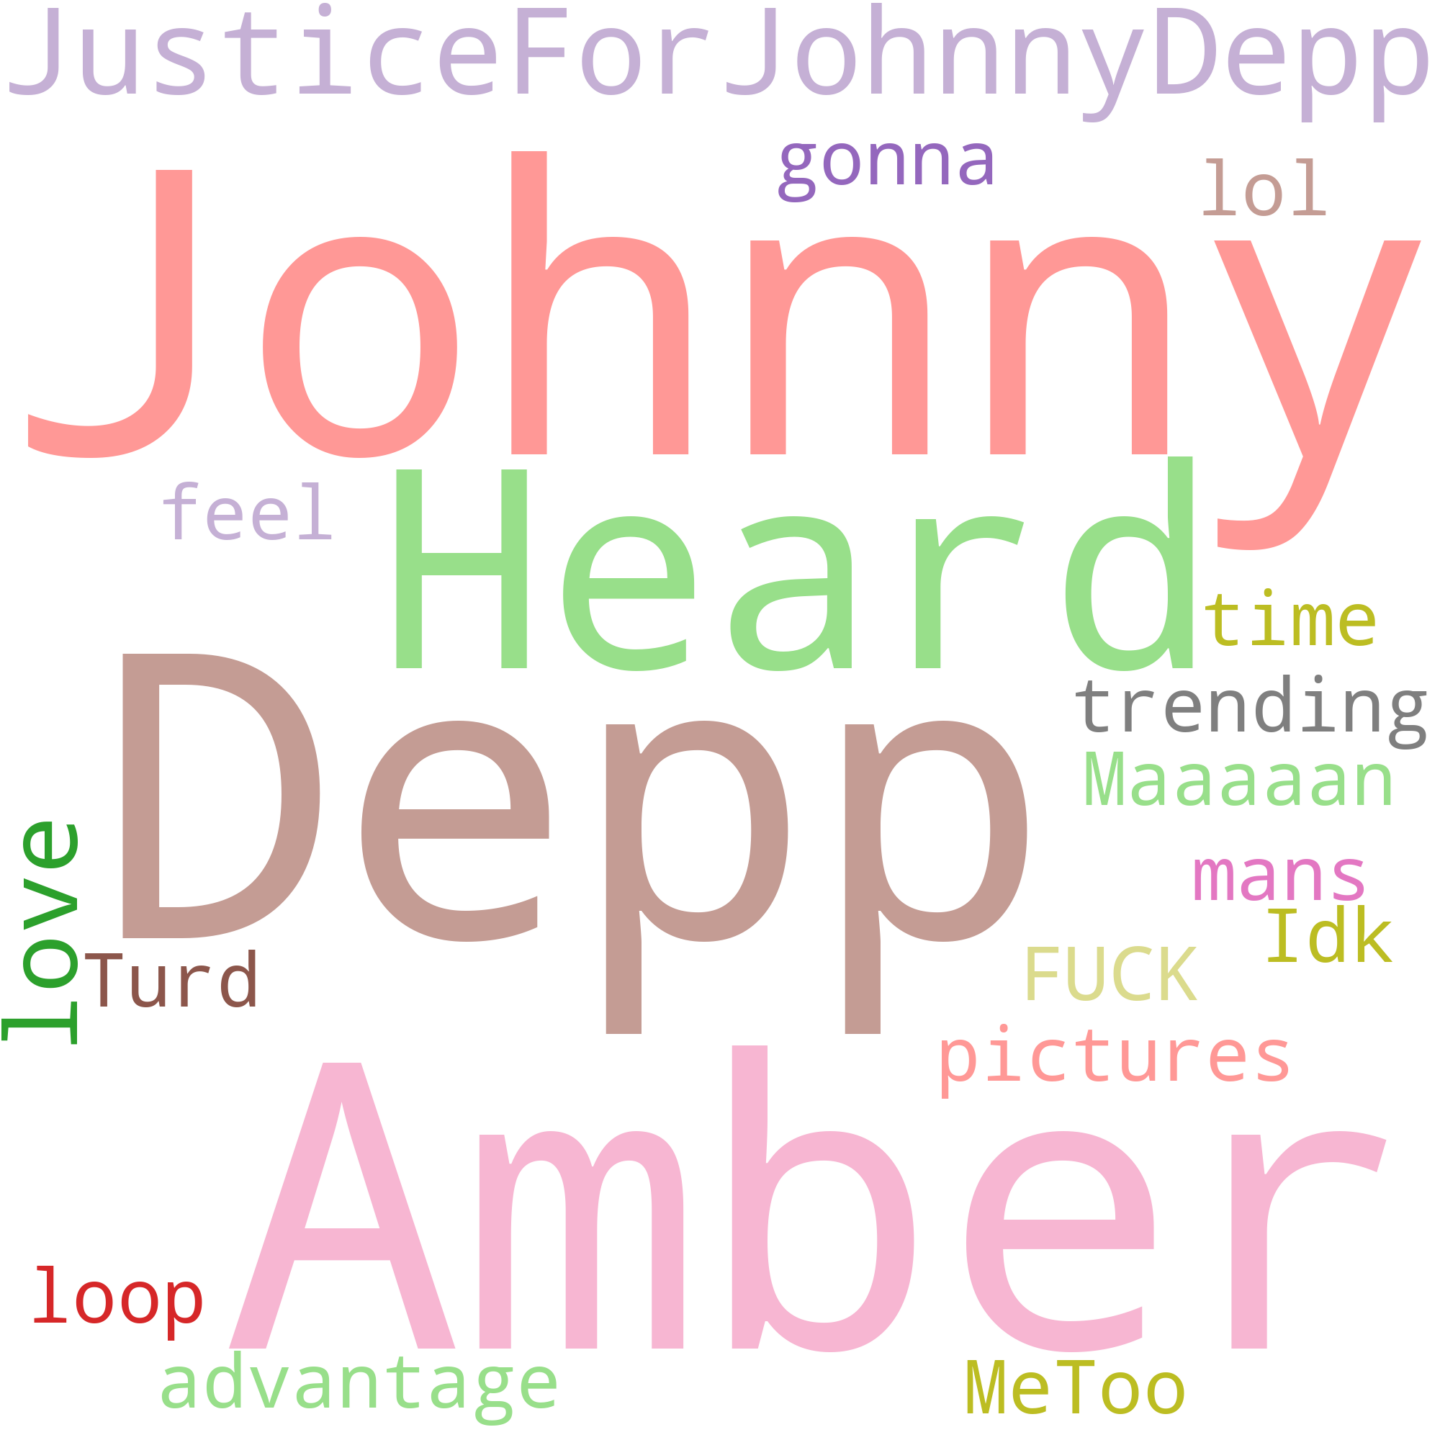 JusticeForJohnnyDepp
gonna
lol
Johnny
feel
Heard
time
trending
Depp
Maaaaan
love
mans
Idk
Turd
FUCK
pictures
Amber
loop
advantage
MeToo